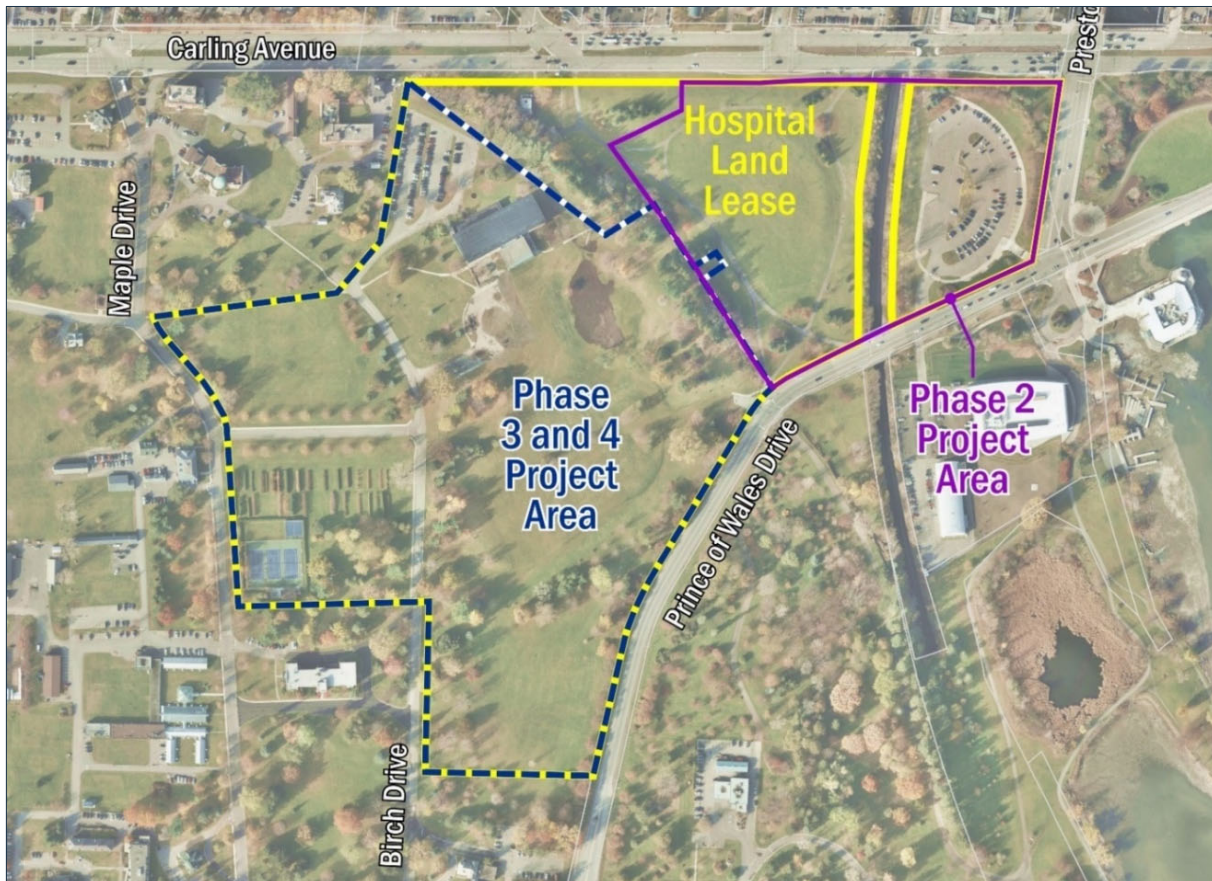 Carling Avenue
Presto
Hospital
Land
Lease
Maple Drive
Phase
3 and 4
Project
Area
Phase 2
Project
Area
Prince of Wales Drive
Birch Drive